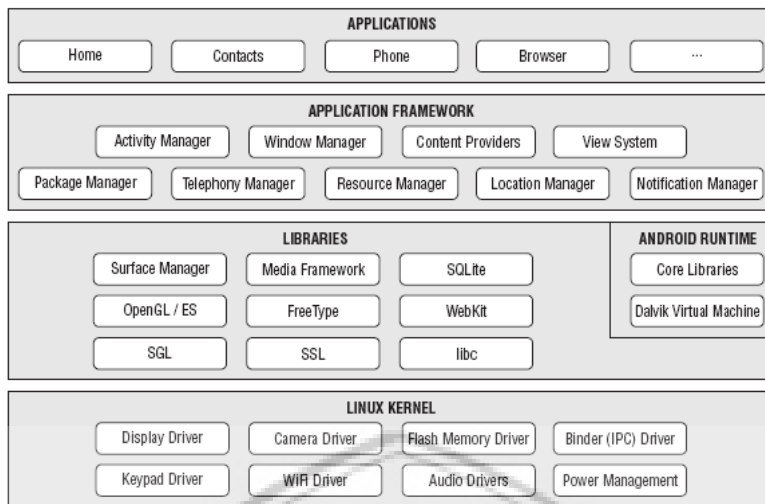 APPLICATIONS
Home Contacts Phone Browser ...
APPLICATION FRAMEWORK
Activity Manager Window Manager Content Providers View System
Package Manager Telephony Manager Resource Manager Location Manager Notification Manager
LIBRARIES
Surface Manager Media Framework SQLite
OpenGL / ES FreeType WebKit
SGL SSL libc
ANDROID RUNTIME
Core Libraries
Dalvik Virtual Machine
LINUX KERNEL
Display Driver Camera Driver Flash Memory Driver Binder (IPC) Driver
Keypad Driver WiFi Driver Audio Drivers Power Management